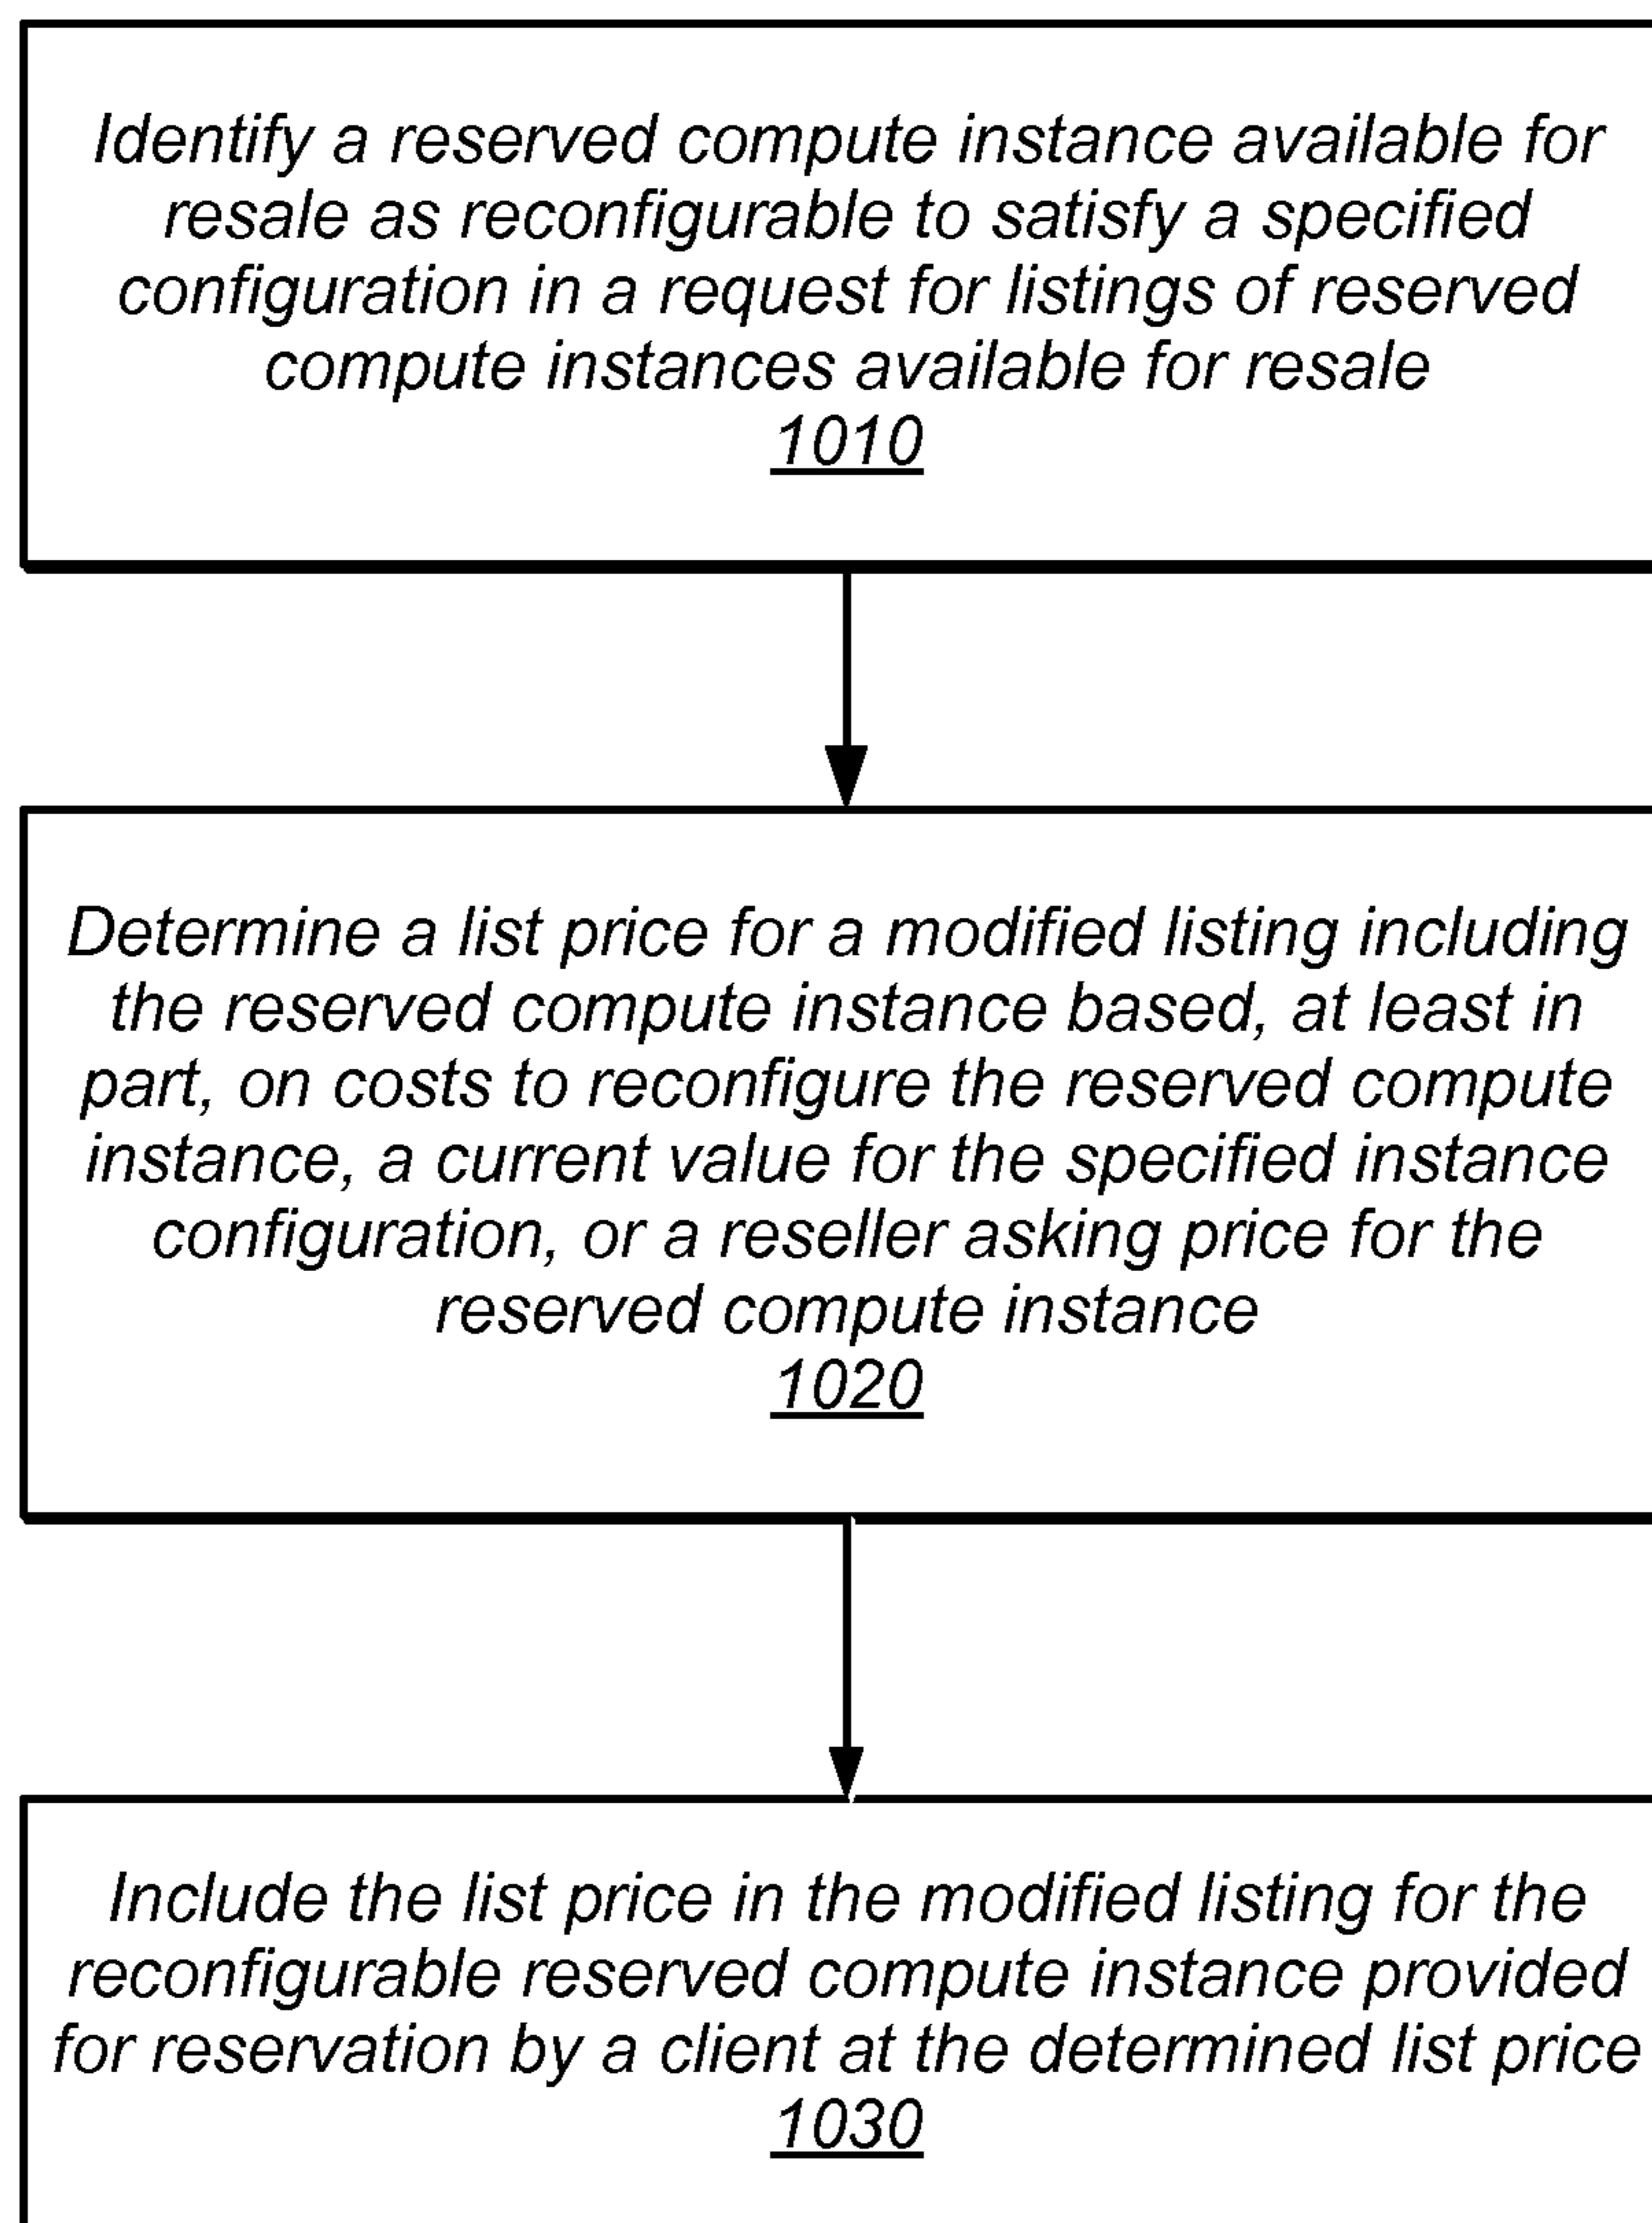 Identify a reserved compute instance available for
resale as reconfigurable to satisfy a specified
configuration in a request for listings of reserved
compute instances available for resale
1010
Determine a list price for a modified listing including
the reserved compute instance based, at least in
part, on costs to reconfigure the reserved compute
instance, a current value for the specified instance
configuration, or a reseller asking price for the
reserved compute instance
1020
Include the list price in the modified listing for the
reconfigurable reserved compute instance provided
for reservation by a client at the determined list price
1030